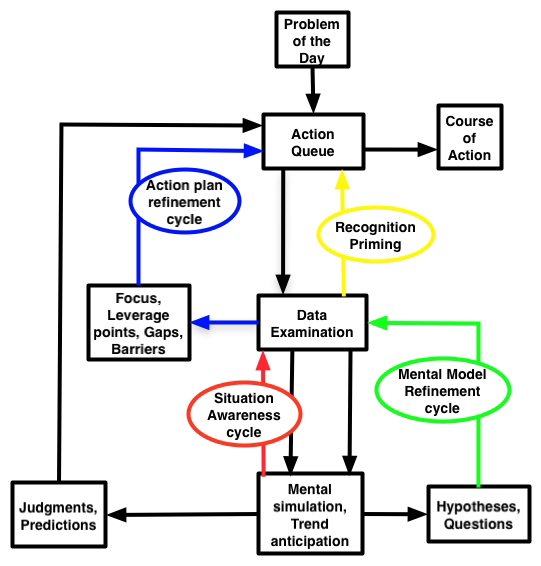 Problem
of the
Day
Action
Queue
Course
of
Action
Action plan
refinement
cycle
Recognition
Priming
Focus,
Leverage
points, Gaps,
Barriers
Data
Examination
Mental Model
Refinement
cycle
Situation
Awareness
cycle
Judgments,
Predictions
Mental
simulation,
Trend
anticipation
Hypotheses,
Questions